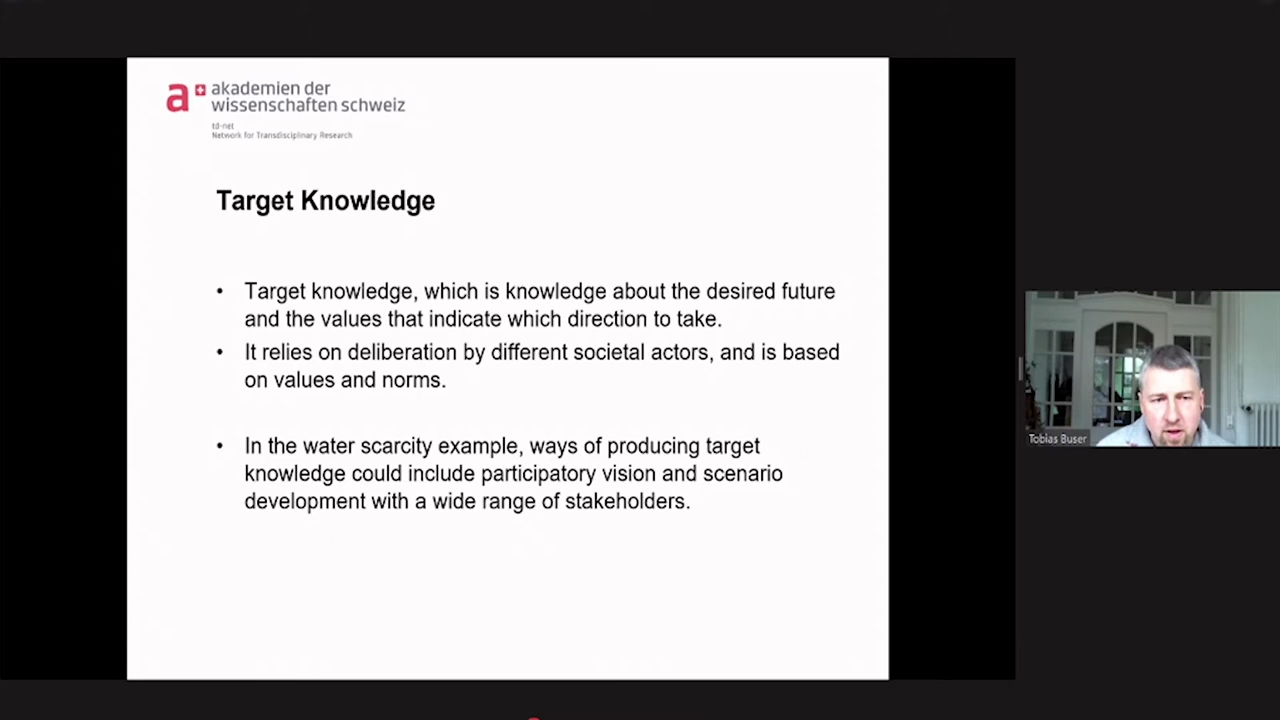 akademien der
wissenschaften schweiz
td-net
Network for Transdisciplinary Research
Target Knowledge
• Target knowledge, which is knowledge about the desired future
and the values that indicate which direction to take.
• It relies on deliberation by different societal actors, and is based
on values and norms.
• In the water scarcity example, ways of producing target
knowledge could include participatory vision and scenario
development with a wide range of stakeholders.
Tobias Buser